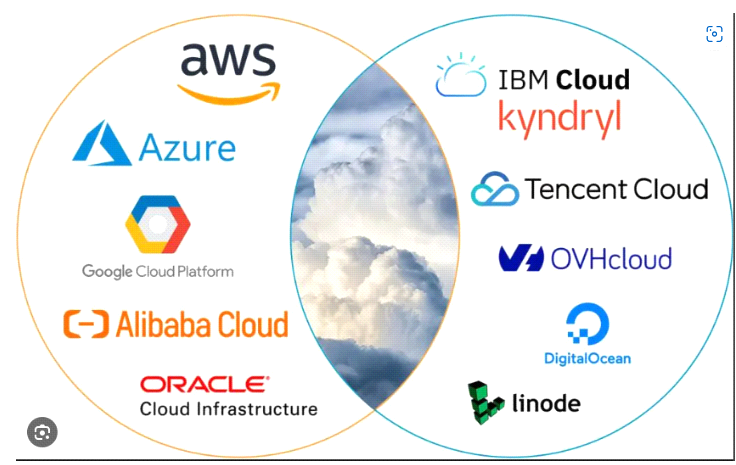 aws
Azure
Google Cloud Platform
Alibaba Cloud
ORACLE®
Cloud Infrastructure
IBM Cloud
kyndryl
Tencent Cloud
OVHcloud
DigitalOcean
linode